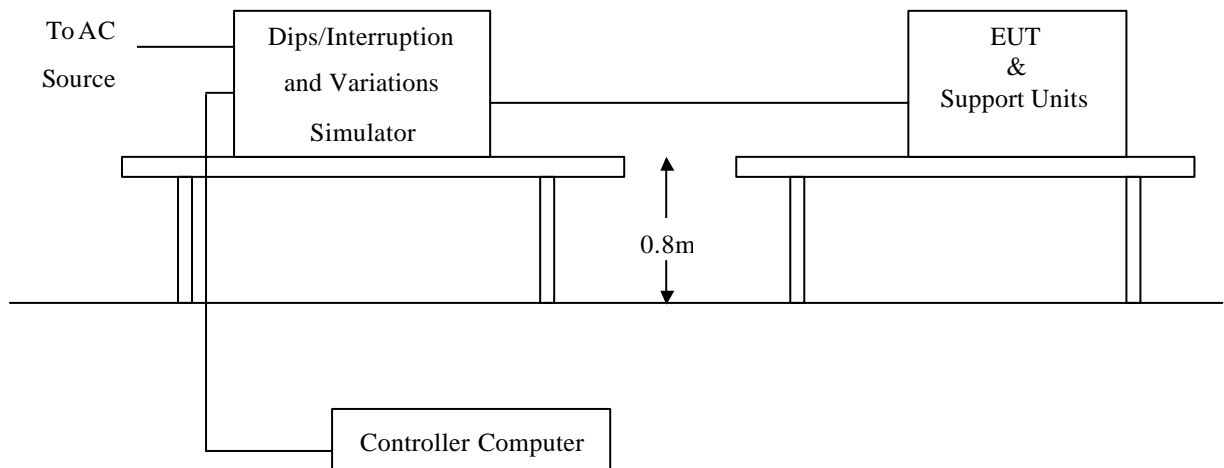 To AC
Source
Dips/Interruption
and Variations
Simulator
EUT
&
Support Units
0.8m
Controller Computer